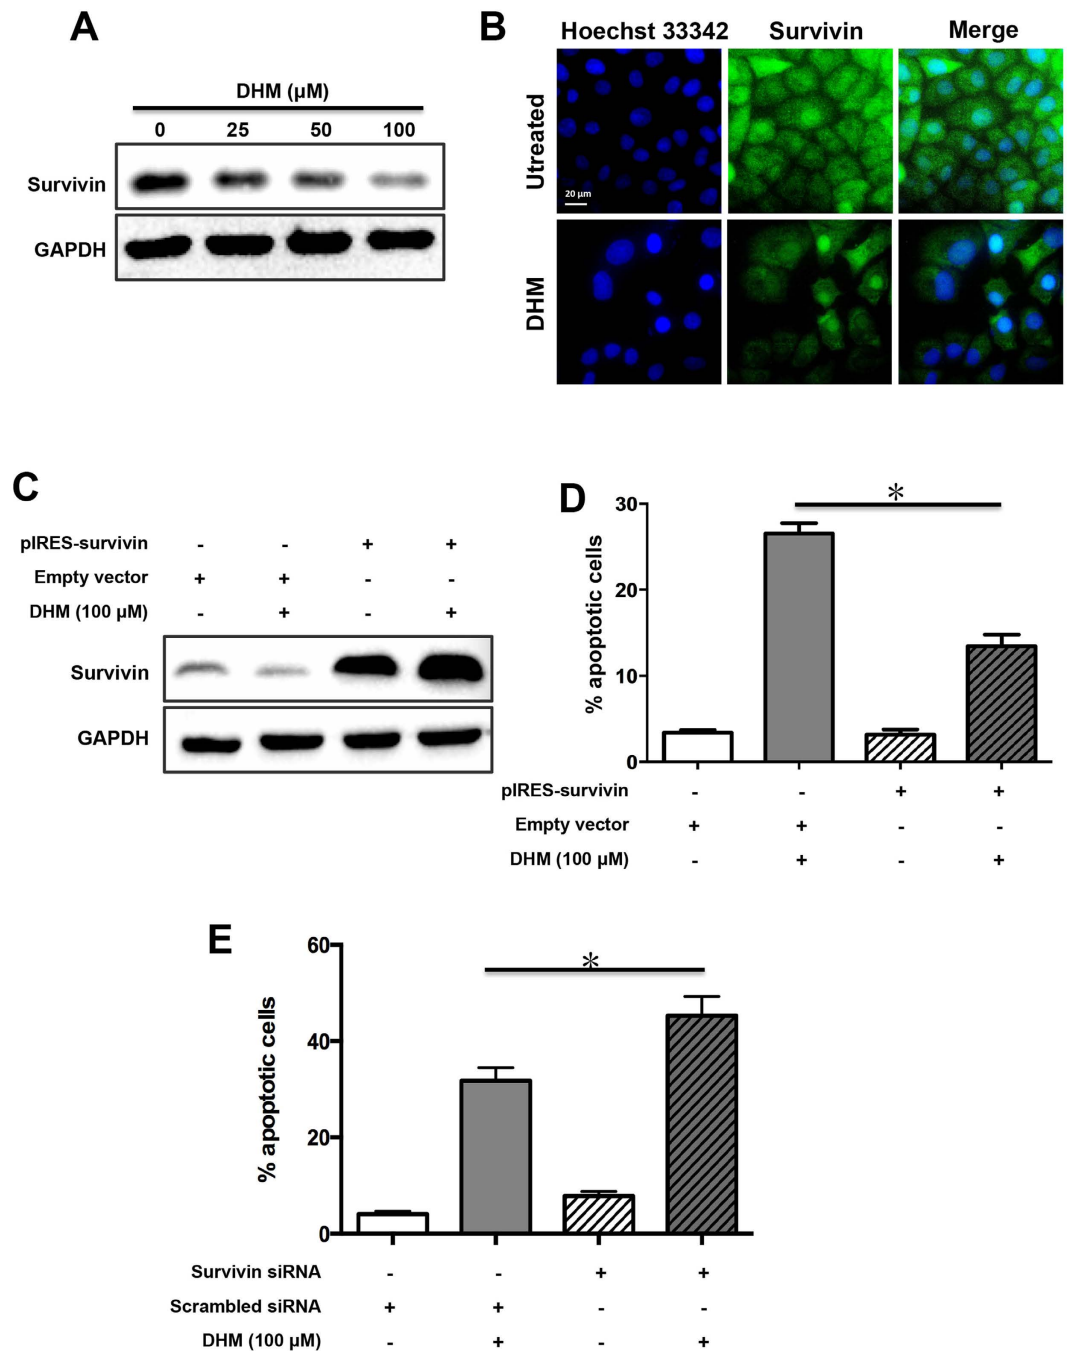 A
DHM (µM)
0 25 50 100
Survivin
GAPDH
B
Hoechst 33342 Survivin Merge
Utreated
20 µm
DHM
C
pIRES-survivin - - + +
Empty vector + + - -
DHM (100 µM) - + - +
Survivin
GAPDH
D
% apoptotic cells
30
20
10
0
*
pIRES-survivin - - + +
Empty vector + + - -
DHM (100 µM) - + - +
E
% apoptotic cells
60
40
20
0
*
Survivin siRNA - - + +
Scrambled siRNA + + - -
DHM (100 µM) - + - +